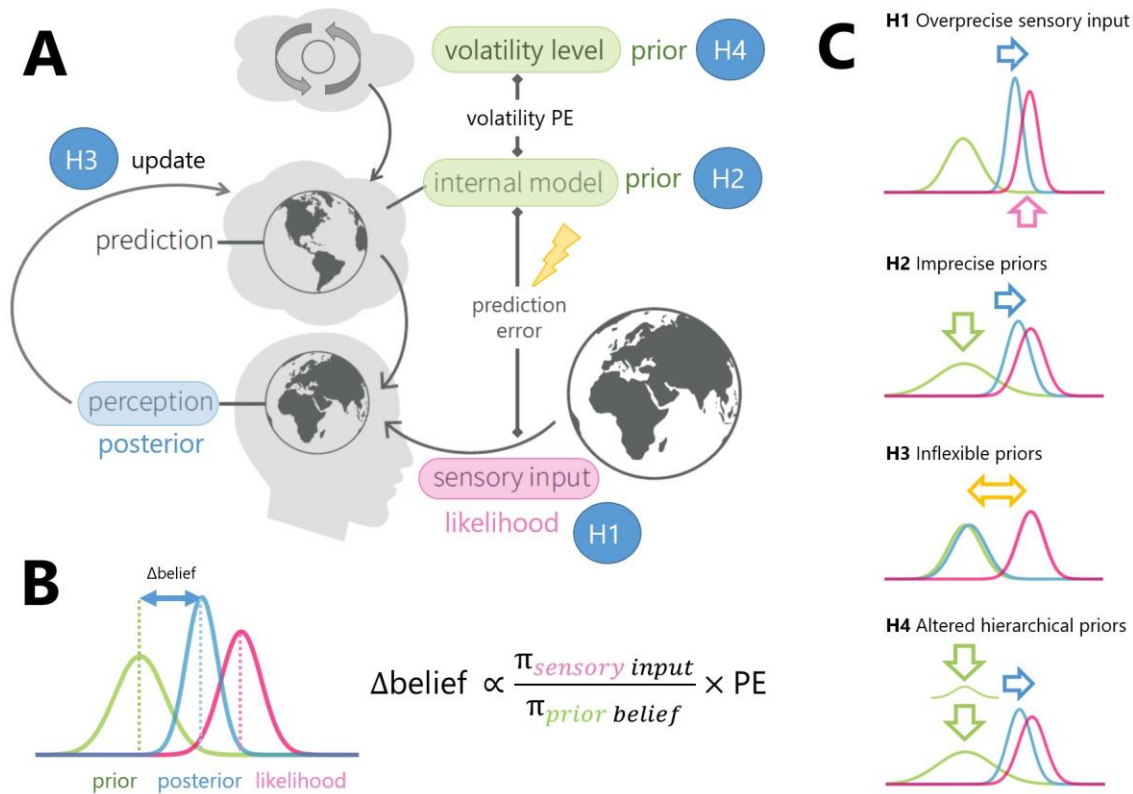 A
volatility level
prior
H4
volatility PE
H3
update
internal model
prior
H2
prediction
prediction
error
perception
posterior
sensory input
likelihood
H1
B
Δbelief
prior
posterior
likelihood
Δbelief ∝ π sensory input / π prior belief × PE
C
H1 Overprecise sensory input
H2 Imprecise priors
H3 Inflexible priors
H4 Altered hierarchical priors